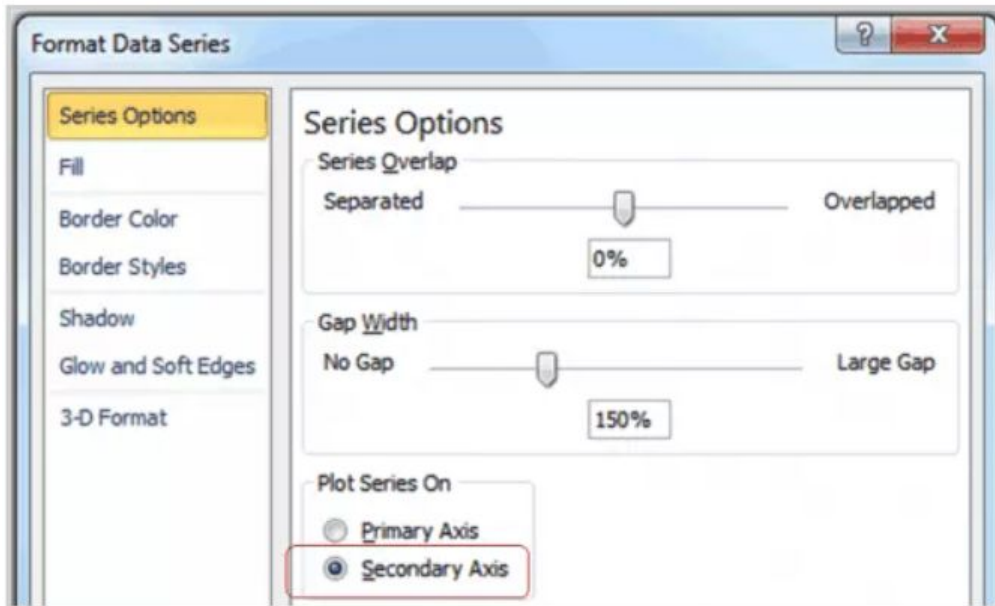 Format Data Series
?
X
Series Options
Fill
Border Color
Border Styles
Shadow
Glow and Soft Edges
3-D Format
Series Options
Series Overlap
Separated
Overlapped
0%
Gap Width
No Gap
Large Gap
150%
Plot Series On
Primary Axis
Secondary Axis